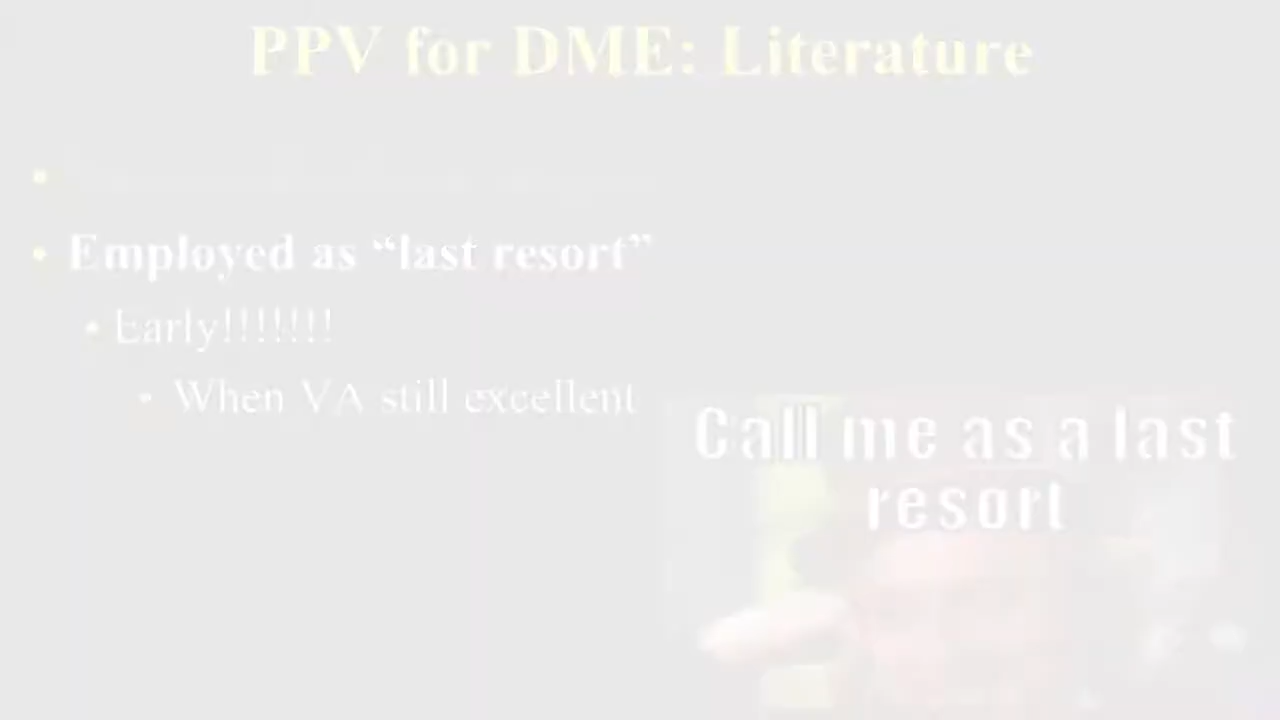 PPV for DME: Literature
• Employed as “last resort”
• Early!!!!!!!
• When VA still excellent
Call me as a last
resort